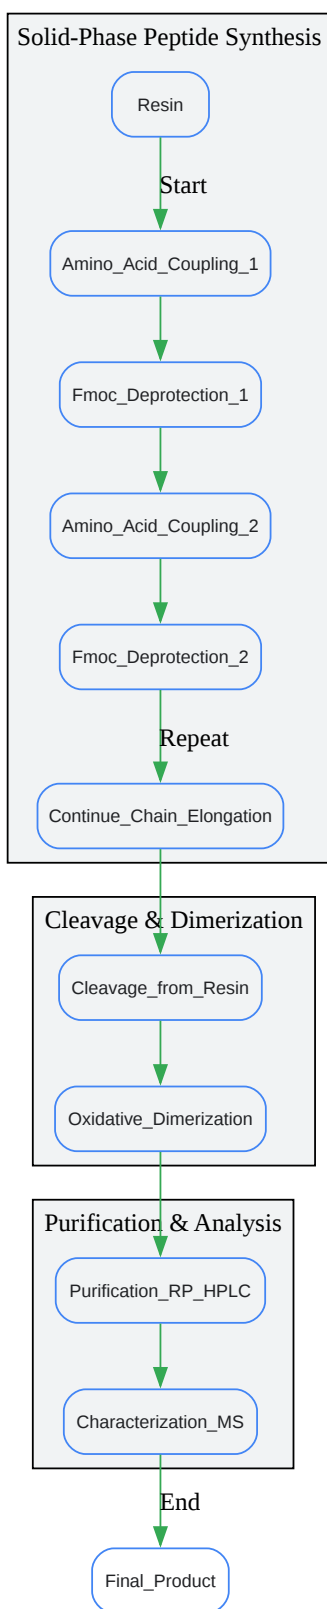 Solid-Phase Peptide Synthesis
Resin
Start
Amino_Acid_Coupling_1
Fmoc_Deprotection_1
Amino_Acid_Coupling_2
Fmoc_Deprotection_2
Repeat
Continue_Chain_Elongation
Cleavage & Dimerization
Cleavage_from_Resin
Oxidative_Dimerization
Purification & Analysis
Purification_RP_HPLC
Characterization_MS
End
Final_Product